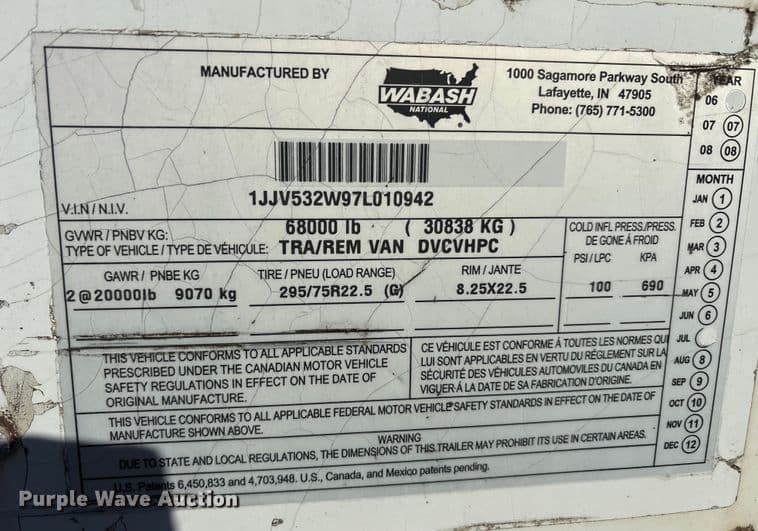 MANUFACTURED BY
WABASH
NATIONAL
1000 Sagamore Parkway South
Lafayette, IN 47905
Phone: (765) 771-5300
YEAR
06
07 07
08 08
V.I.N / N.I.V.
1JJV532W97L010942
GVWR / PNBV KG: 68000 lb ( 30838 KG )
TYPE OF VEHICLE / TYPE DE VÉHICULE: TRA/REM VAN DVCVHPC
COLD INFL PRESS/PRESS.
DE GONE À FROID
PSI/LPC KPA
100 690
GAWR / PNBE KG
2@20000lb 9070 kg
TIRE / PNEU (LOAD RANGE)
295/75R22.5 (G)
RIM / JANTE
8.25X22.5
MONTH
JAN 1
FEB 2
MAR 3
APR 4
MAY 5
JUN 6
JUL
AUG 8
SEP 9
OCT 10
NOV 11
DEC 12
THIS VEHICLE CONFORMS TO ALL APPLICABLE STANDARDS
PRESCRIBED UNDER THE CANADIAN MOTOR VEHICLE
SAFETY REGULATIONS IN EFFECT ON THE DATE OF
ORIGINAL MANUFACTURE.
CE VÉHICULE EST CONFORME À TOUTES LES NORMES QUI
LUI SONT APPLICABLES EN VERTU DU RÉGLEMENT SUR LA
SÉCURITÉ DES VÉHICULES AUTOMOVILES DU CANADA EN
VIGUER À LA DATE DE SA FABRICATION D'ORIGINE.
THIS VEHICLE CONFORMS TO ALL APPLICABLE FEDERAL MOTOR VEHICLE SAFETY STANDARDS IN EFFECT ON THE DATE OF
MANUFACTURE SHOWN ABOVE.
WARNING
DUE TO STATE AND LOCAL REGULATIONS, THE DIMENSIONS OF THIS TRAILER MAY PROHIBIT ITS USE IN CERTAIN AREAS.
U.S. Patents 6,450,833 and 4,703,948. U.S., Canada, and Mexico patents pending.
Purple Wave Auction